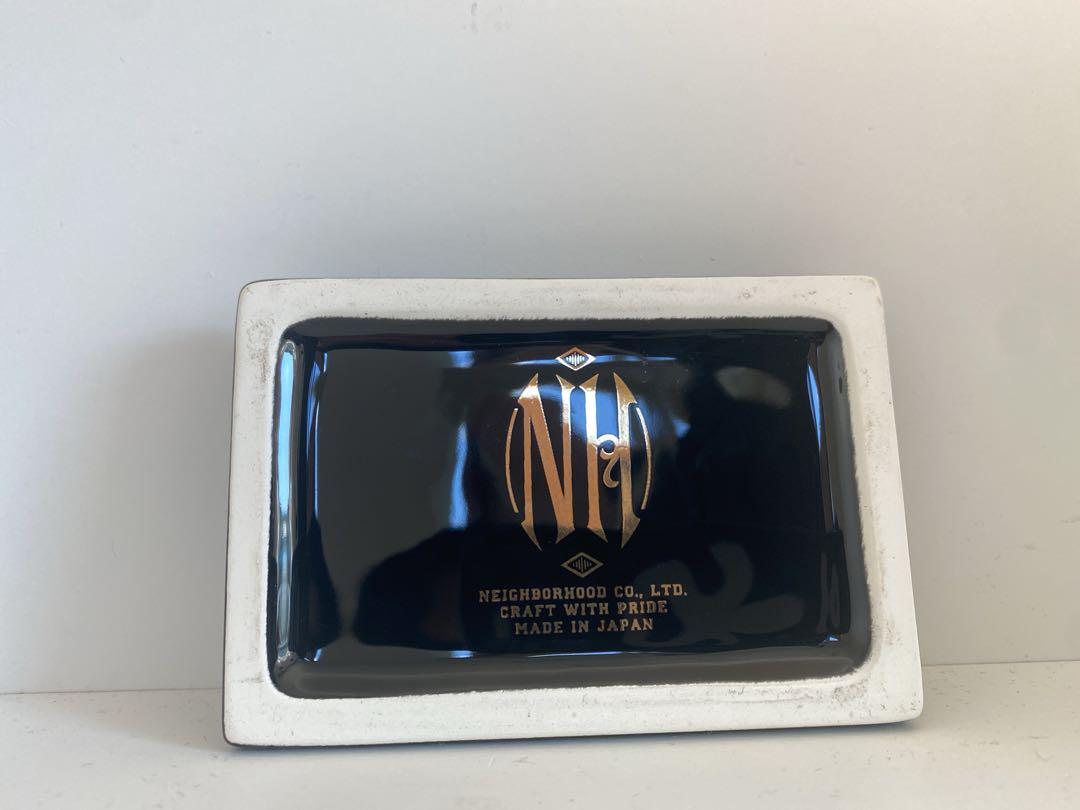 NH
NEIGHBORHOOD CO., LTD.
CRAFT WITH PRIDE
MADE IN JAPAN